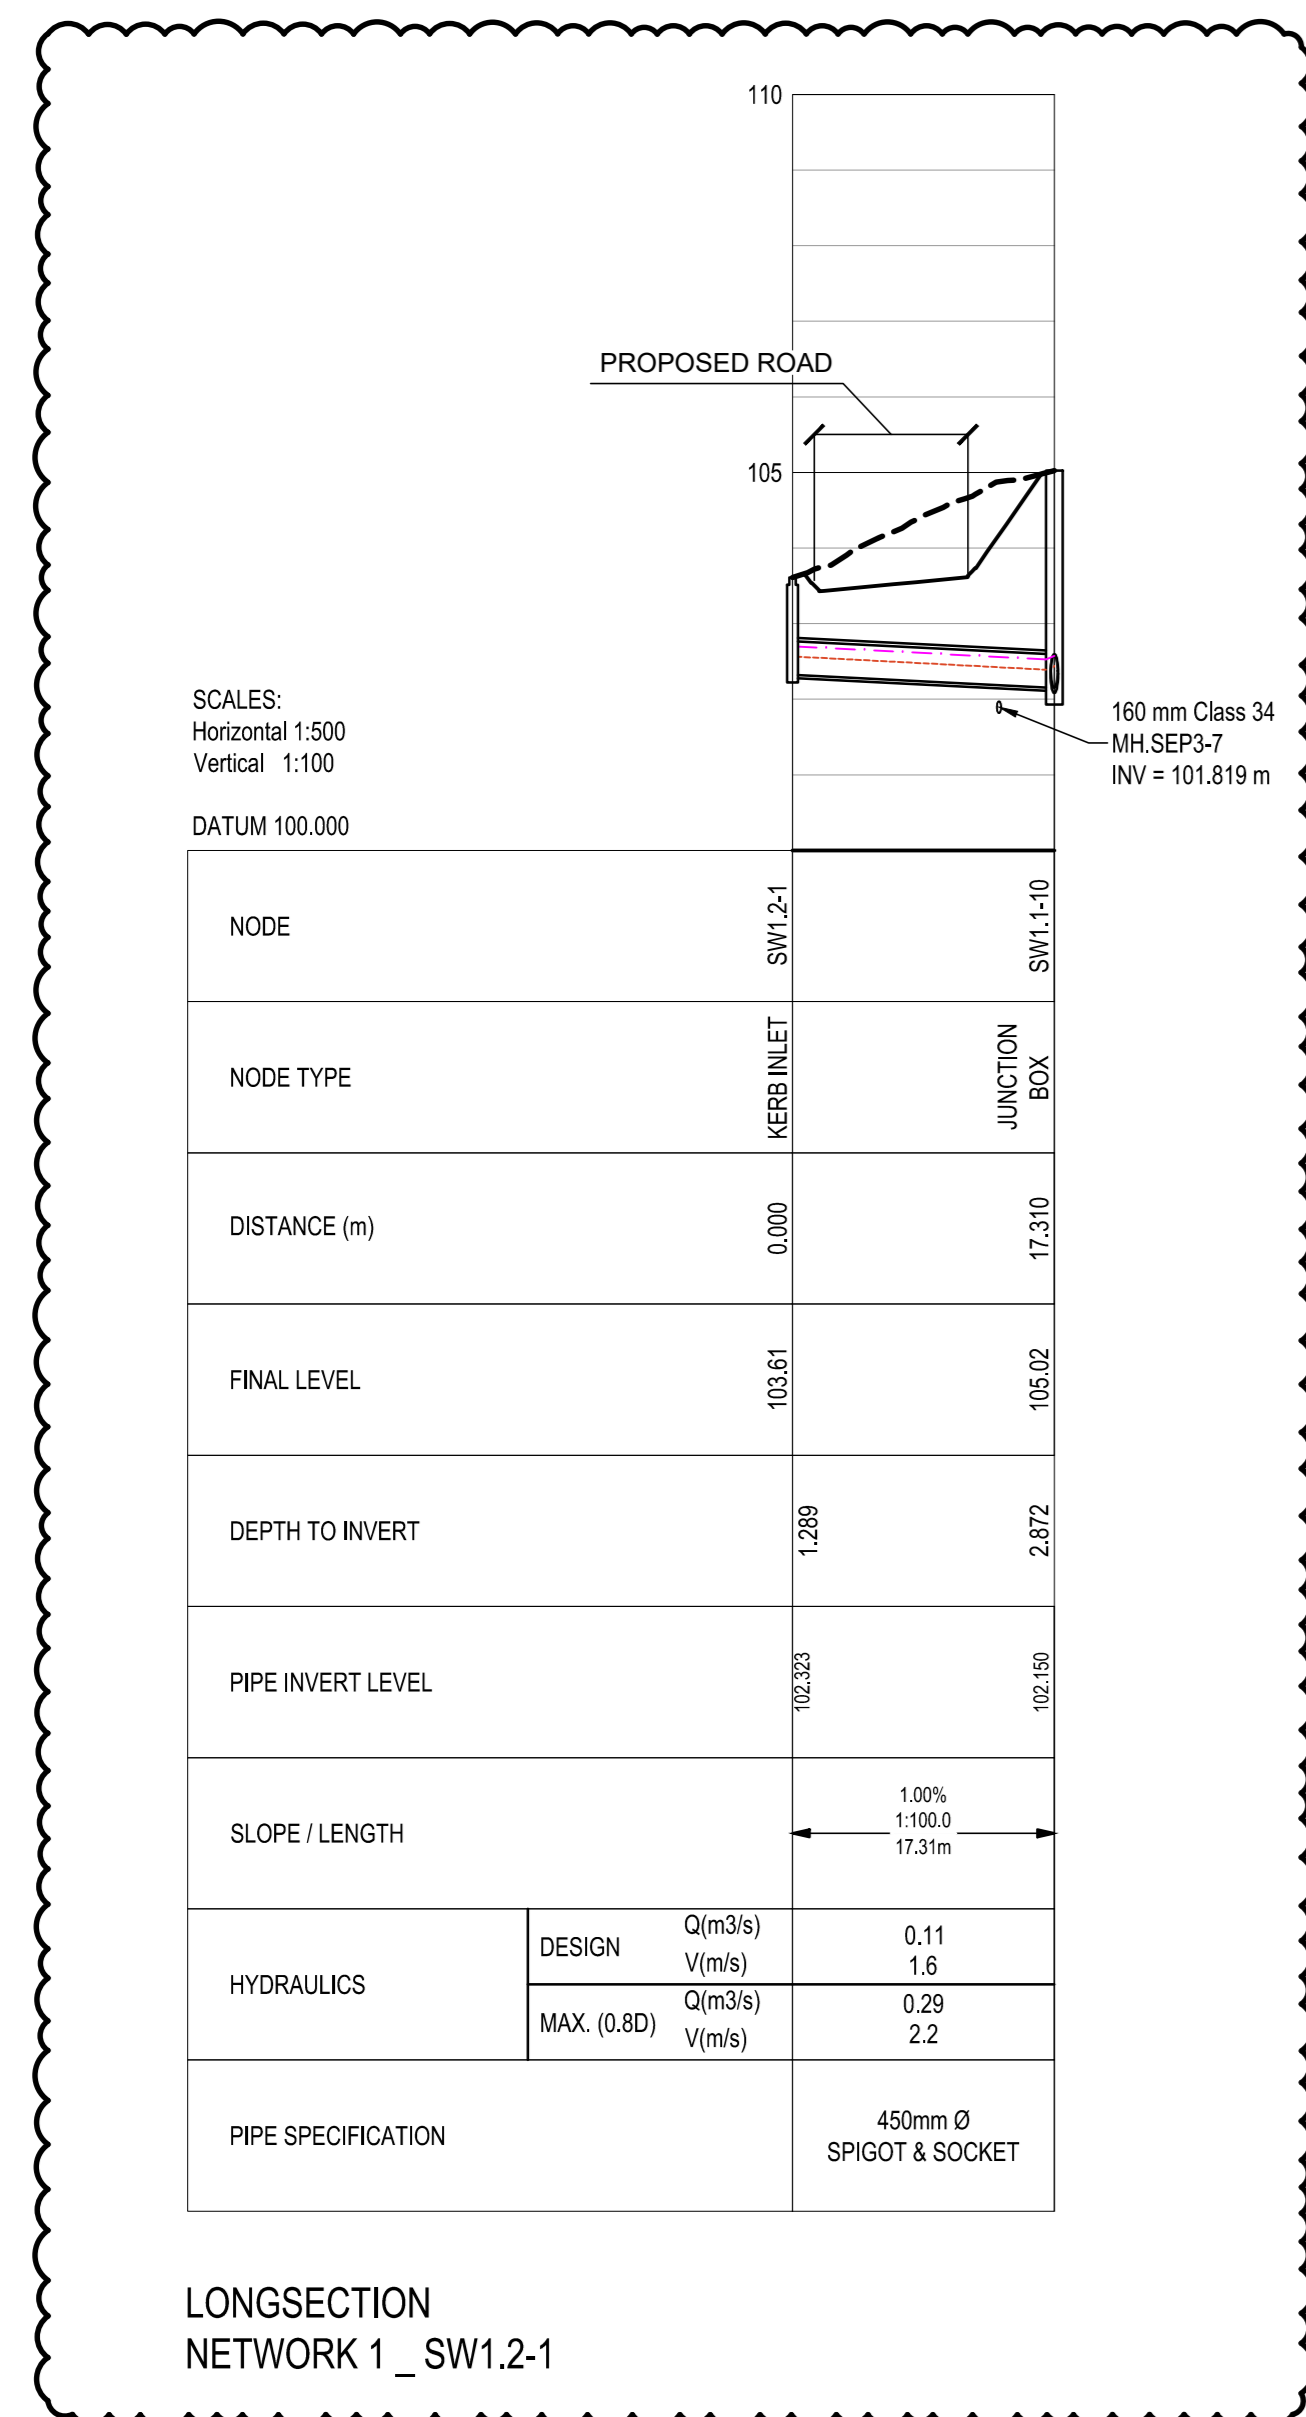 110
PROPOSED ROAD
105
SCALES:
Horizontal 1:500
Vertical 1:100
160 mm Class 34
MH.SEP3-7
INV = 101.819 m
DATUM 100.000
NODE
SW1.2-1
SW1.1-10
NODE TYPE
KERB INLET
JUNCTION
BOX
DISTANCE (m)
0.000
17.310
FINAL LEVEL
103.61
105.02
DEPTH TO INVERT
1.289
2.872
PIPE INVERT LEVEL
102.323
102.150
SLOPE / LENGTH
1.00%
1:100.0
17.31m
HYDRAULICS
DESIGN
Q(m3/s)
0.11
V(m/s)
1.6
MAX. (0.8D)
Q(m3/s)
0.29
V(m/s)
2.2
PIPE SPECIFICATION
450mm Ø
SPIGOT & SOCKET
LONGSECTION
NETWORK 1 _ SW1.2-1